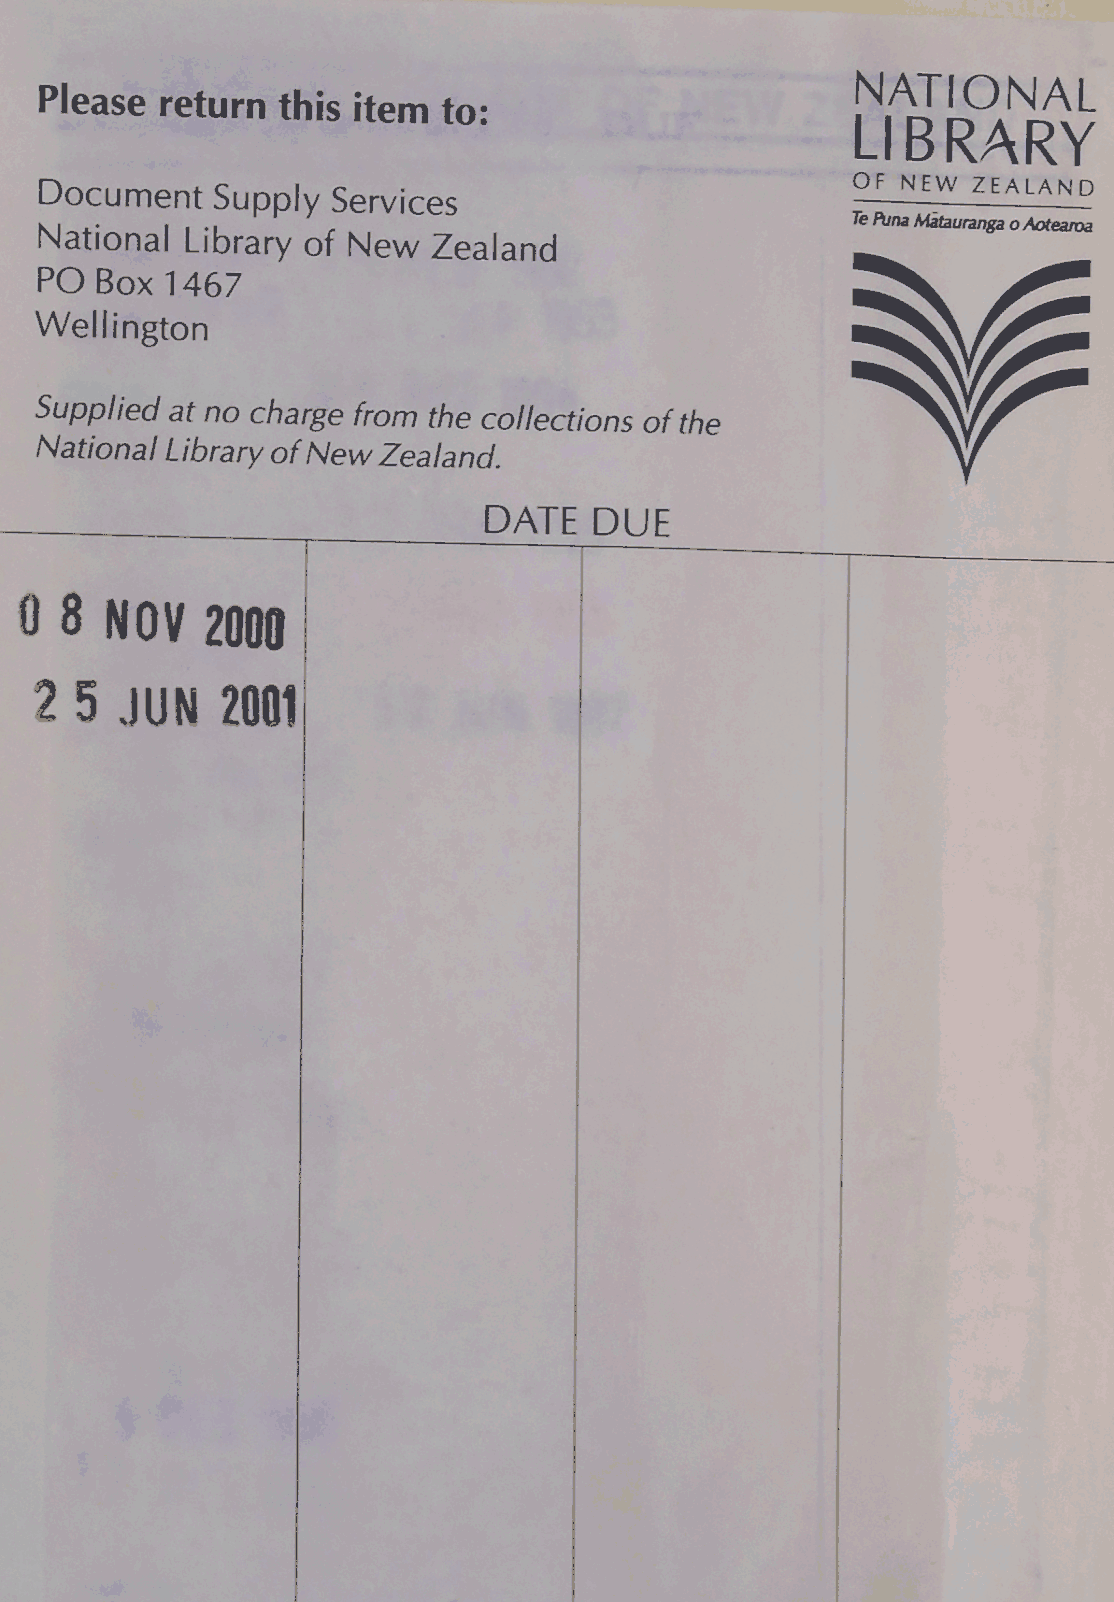 Please return this item to:
Document Supply Services
National Library of New Zealand
PO Box 1467
Wellington
Supplied at no charge from the collections of the
National Library of New Zealand.
NATIONAL
LIBRARY
OF NEW ZEALAND
Te Puna Mātauranga o Aotearoa
DATE DUE
08 NOV 2000
25 JUN 2001